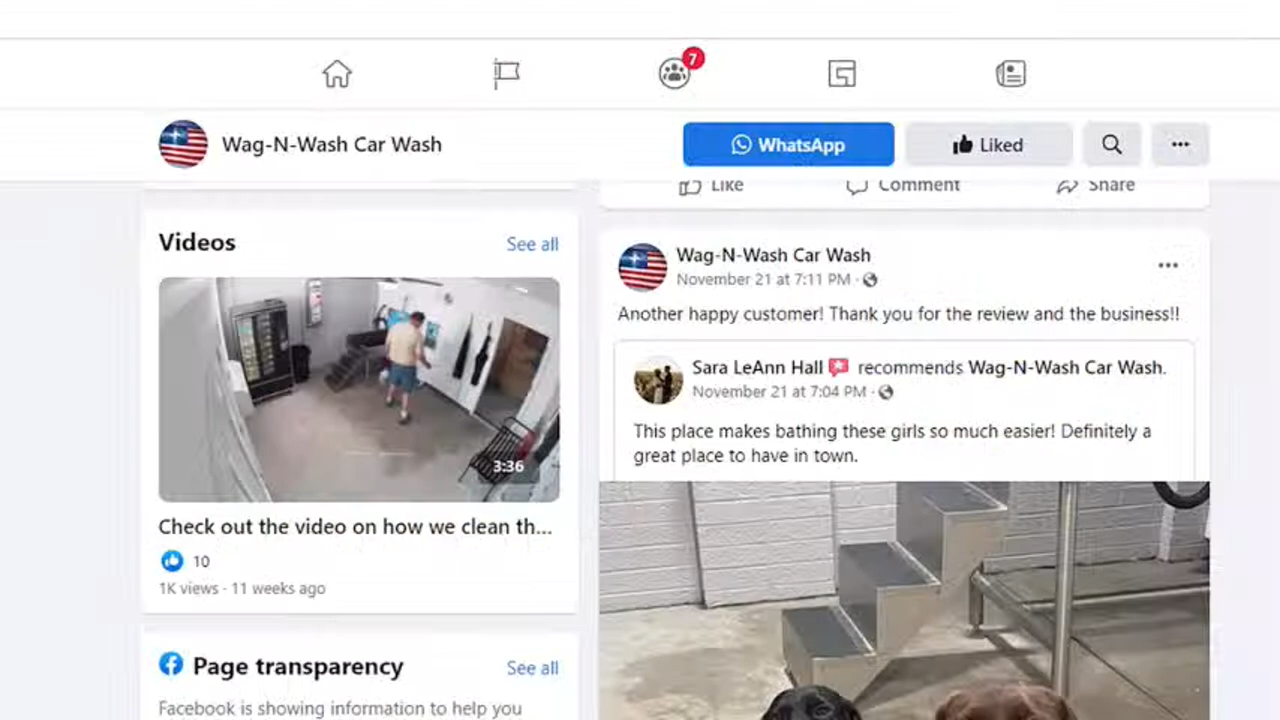 7
Wag-N-Wash Car Wash
WhatsApp
Liked
Like
Comment
Share
Videos
See all
3:36
Check out the video on how we clean th...
10
1K views · 11 weeks ago
Page transparency
See all
Facebook is showing information to help you
Wag-N-Wash Car Wash
November 21 at 7:11 PM ·
Another happy customer! Thank you for the review and the business!!
Sara LeAnn Hall recommends Wag-N-Wash Car Wash.
November 21 at 7:04 PM ·
This place makes bathing these girls so much easier! Definitely a
great place to have in town.